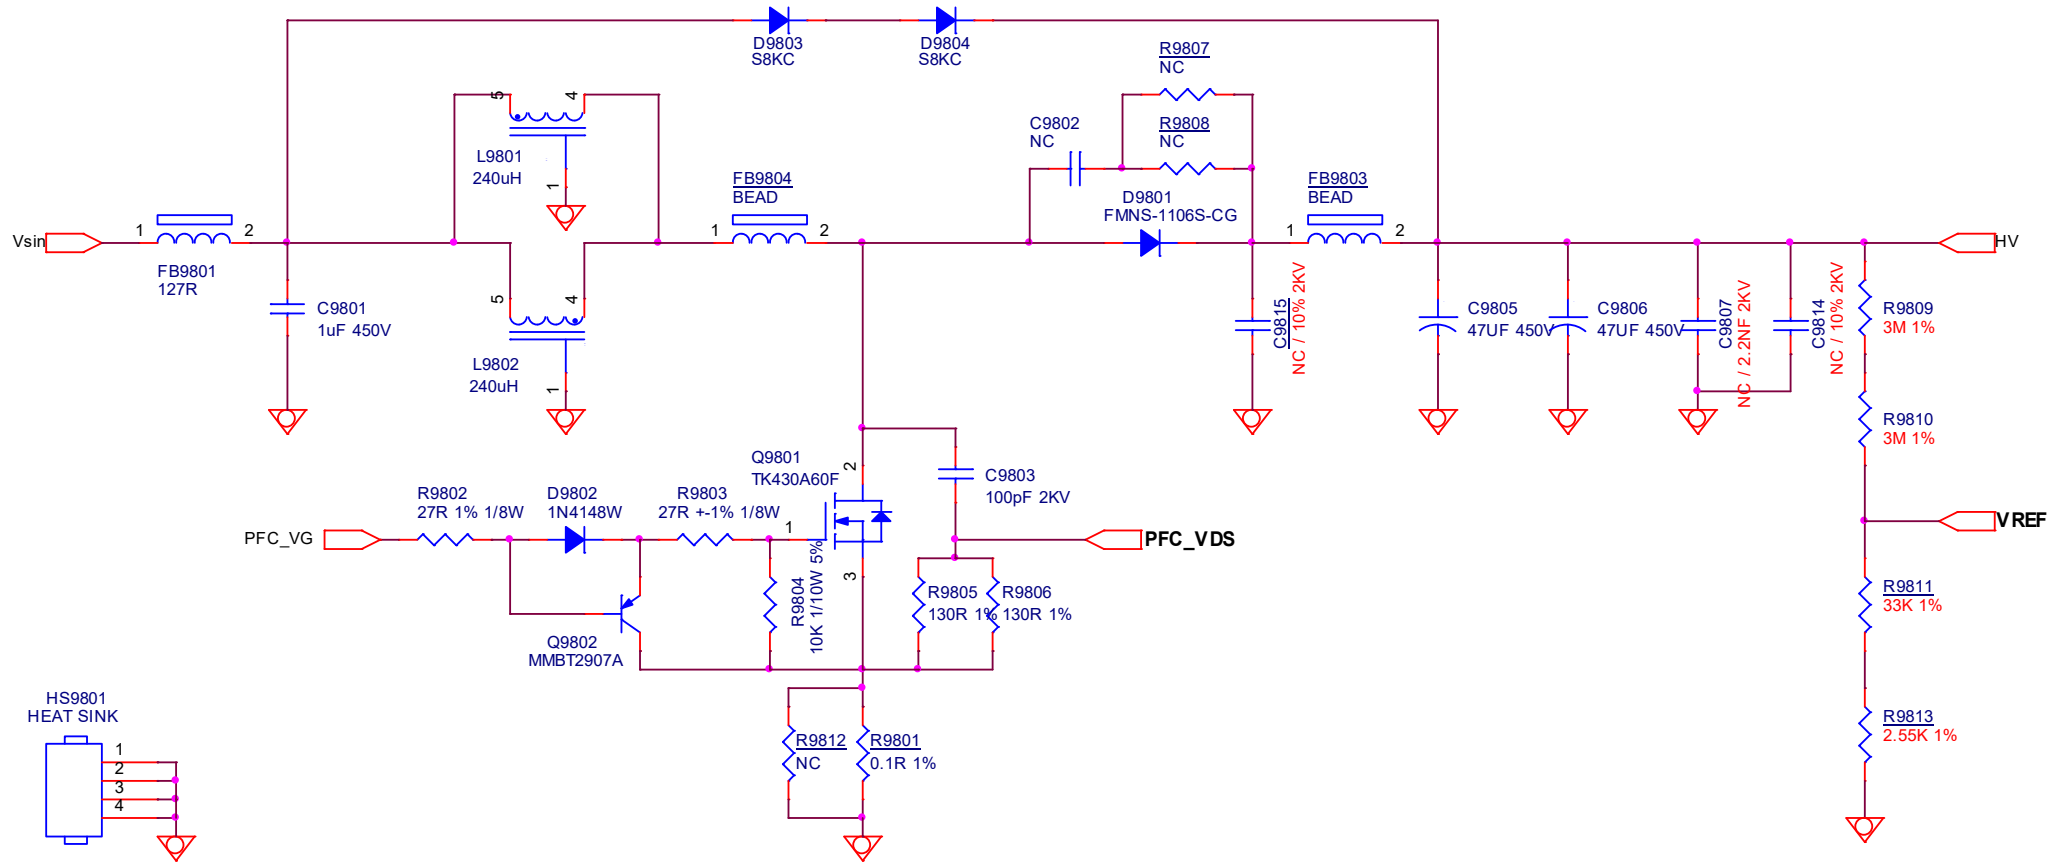 D9803
S8KC
D9804
S8KC
R9807
NC
5
4
C9802
NC
R9808
NC
L9801
240uH
1
FB9804
BEAD
D9801
FMNS-1106S-CG
FB9803
BEAD
Vsin
1
2
FB9801
127R
1
2
1
2
HV
C9801
1uF 450V
5
4
L9802
240uH
1
C9815
NC / 10% 2KV
C9805
47UF 450V
C9806
47UF 450V
C9807
NC / 2.2NF 2KV
C9814
NC / 10% 2KV
R9809
3M 1%
R9810
3M 1%
Q9801
TK430A60F
2
C9803
100pF 2KV
R9802
27R 1% 1/8W
D9802
1N4148W
R9803
27R +-1% 1/8W
1
PFC_VG
PFC_VDS
VREF
3
R9804
10K 1/10W 5%
R9805
130R 1%
R9806
130R 1%
R9811
33K 1%
Q9802
MMBT2907A
HS9801
HEAT SINK
1
2
3
4
R9812
NC
R9801
0.1R 1%
R9813
2.55K 1%